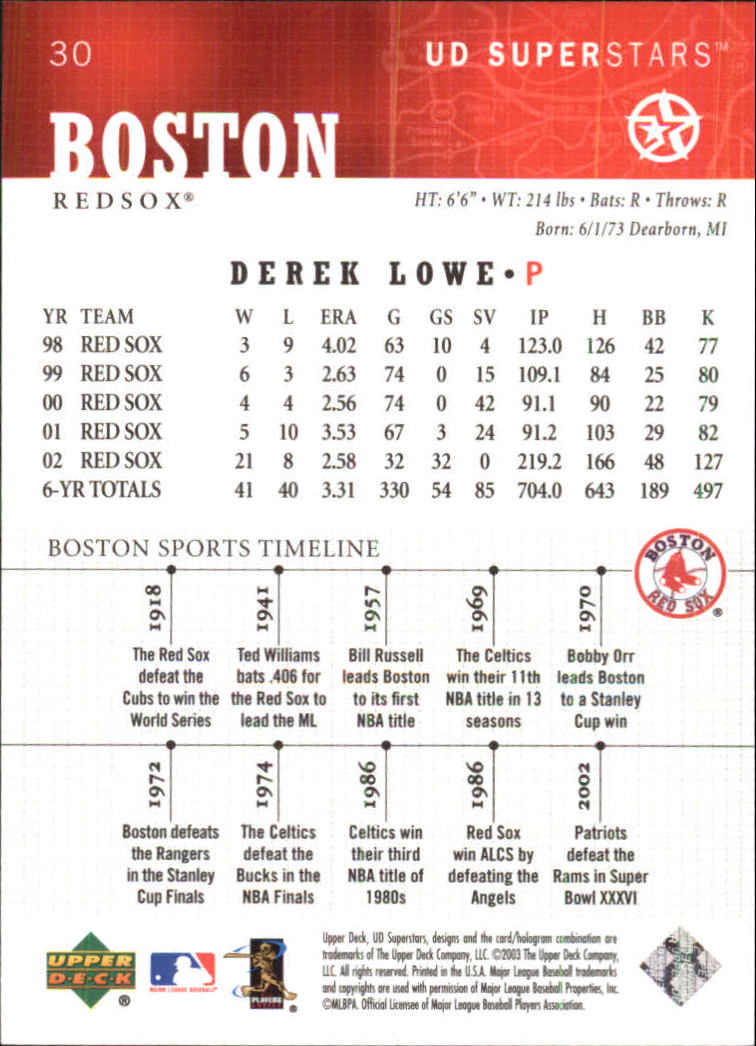 30
UD SUPERSTARS™
BOSTON
RED SOX®
HT: 6'6" • WT: 214 lbs • Bats: R • Throws: R
Born: 6/1/73 Dearborn, MI
DEREK LOWE • P
YR TEAM W L ERA G GS SV IP H BB K
98 RED SOX 3 9 4.02 63 10 4 123.0 126 42 77
99 RED SOX 6 3 2.63 74 0 15 109.1 84 25 80
00 RED SOX 4 4 2.56 74 0 42 91.1 90 22 79
01 RED SOX 5 10 3.53 67 3 24 91.2 103 29 82
02 RED SOX 21 8 2.58 32 32 0 219.2 166 48 127
6-YR TOTALS 41 40 3.31 330 54 85 704.0 643 189 497
BOSTON SPORTS TIMELINE
BOSTON
RED SOX
®
1918
The Red Sox
defeat the
Cubs to win the
World Series
1941
Ted Williams
bats .406 for
the Red Sox to
lead the ML
1957
Bill Russell
leads Boston
to its first
NBA title
1969
The Celtics
win their 11th
NBA title in 13
seasons
1970
Bobby Orr
leads Boston
to a Stanley
Cup win
1972
Boston defeats
the Rangers
in the Stanley
Cup Finals
1974
The Celtics
defeat the
Bucks in the
NBA Finals
1986
Celtics win
their third
NBA title of
1980s
1986
Red Sox
win ALCS by
defeating the
Angels
2002
Patriots
defeat the
Rams in Super
Bowl XXXVI
UPPER
D·E·C·K
®
MAJOR LEAGUE BASEBALL®
PLAYERS
CHOICE
®
Upper Deck, UD Superstars, designs and the card/hologram combination are
trademarks of The Upper Deck Company, LLC. ©2003 The Upper Deck Company,
LLC. All rights reserved. Printed in the U.S.A. Major League Baseball trademarks
and copyrights are used with permission of Major League Baseball Properties, Inc.
©MLBPA. Official Licensee of Major League Baseball Players Association.